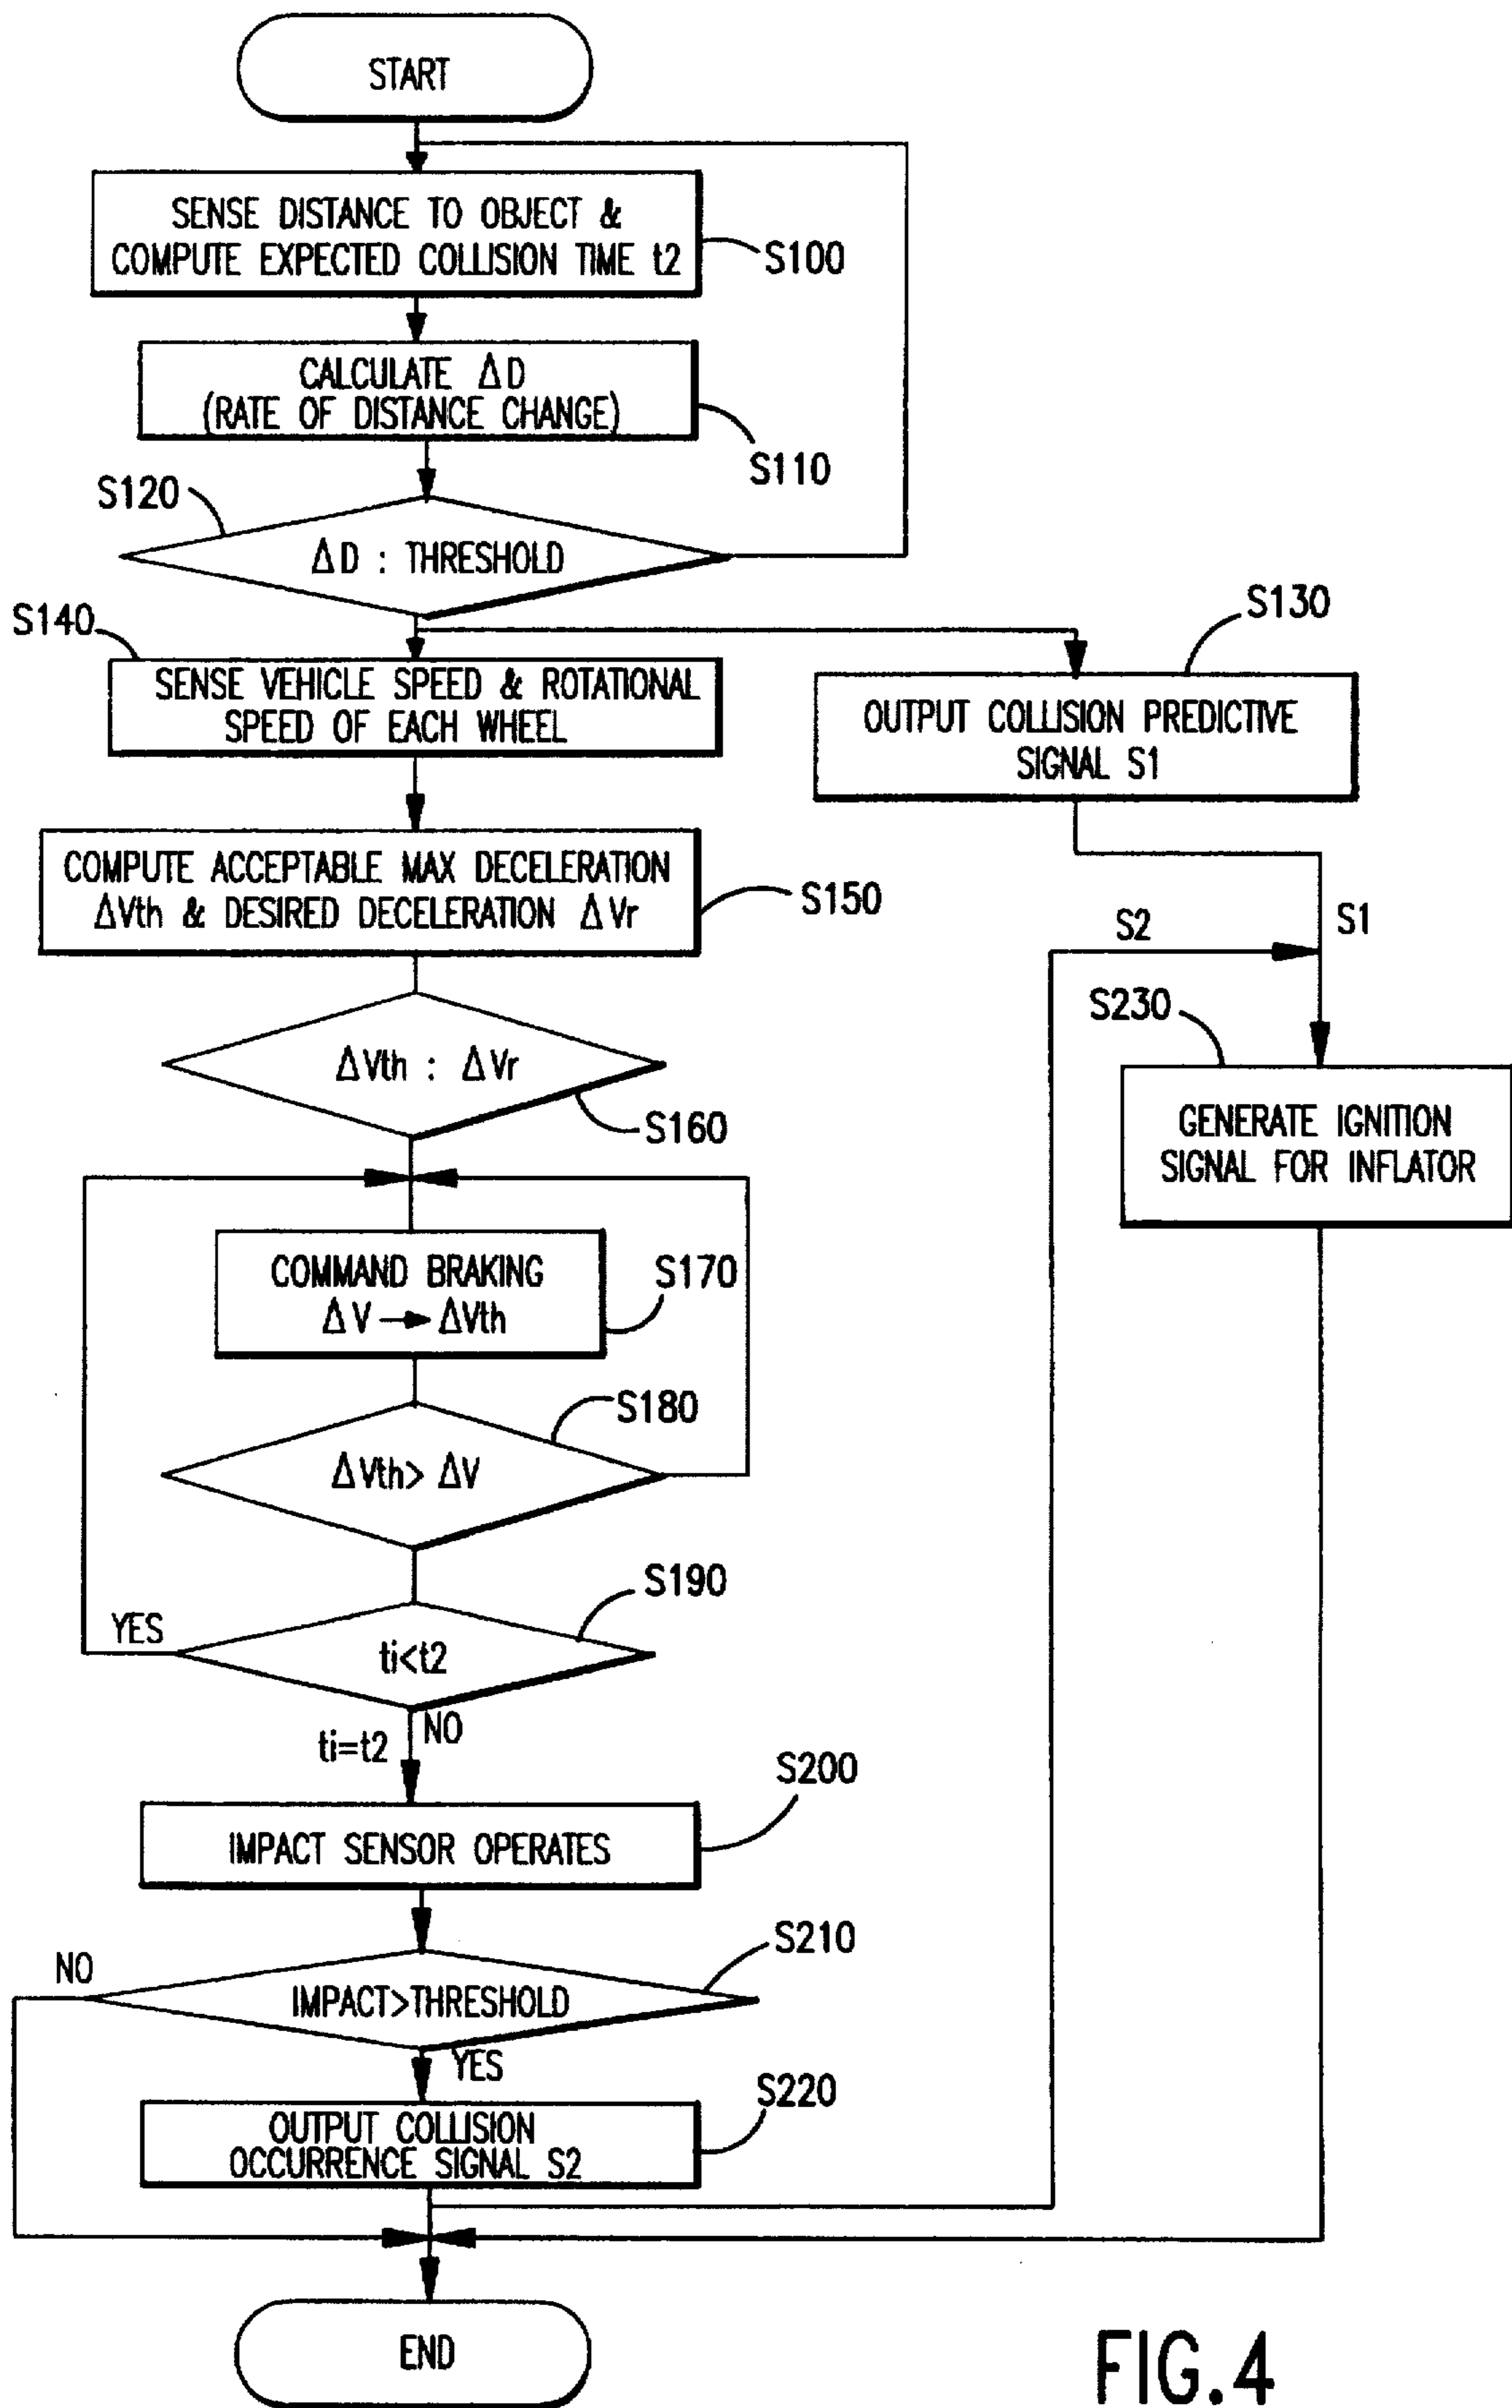 START
SENSE DISTANCE TO OBJECT &
COMPUTE EXPECTED COLLISION TIME t2
S100
CALCULATE ΔD
(RATE OF DISTANCE CHANGE)
S110
S120
ΔD : THRESHOLD
S130
S140
SENSE VEHICLE SPEED & ROTATIONAL
SPEED OF EACH WHEEL
OUTPUT COLLISION PREDICTIVE
SIGNAL S1
COMPUTE ACCEPTABLE MAX DECELERATION
ΔVth & DESIRED DECELERATION ΔVr
S150
S2
S1
S230
ΔVth : ΔVr
S160
GENERATE IGNITION
SIGNAL FOR INFLATOR
COMMAND BRAKING
ΔV → ΔVth
S170
S180
ΔVth> ΔV
S190
YES
ti<t2
NO
ti=t2
S200
IMPACT SENSOR OPERATES
S210
NO
IMPACT>THRESHOLD
YES
S220
OUTPUT COLLISION
OCCURRENCE SIGNAL S2
END
FIG.4